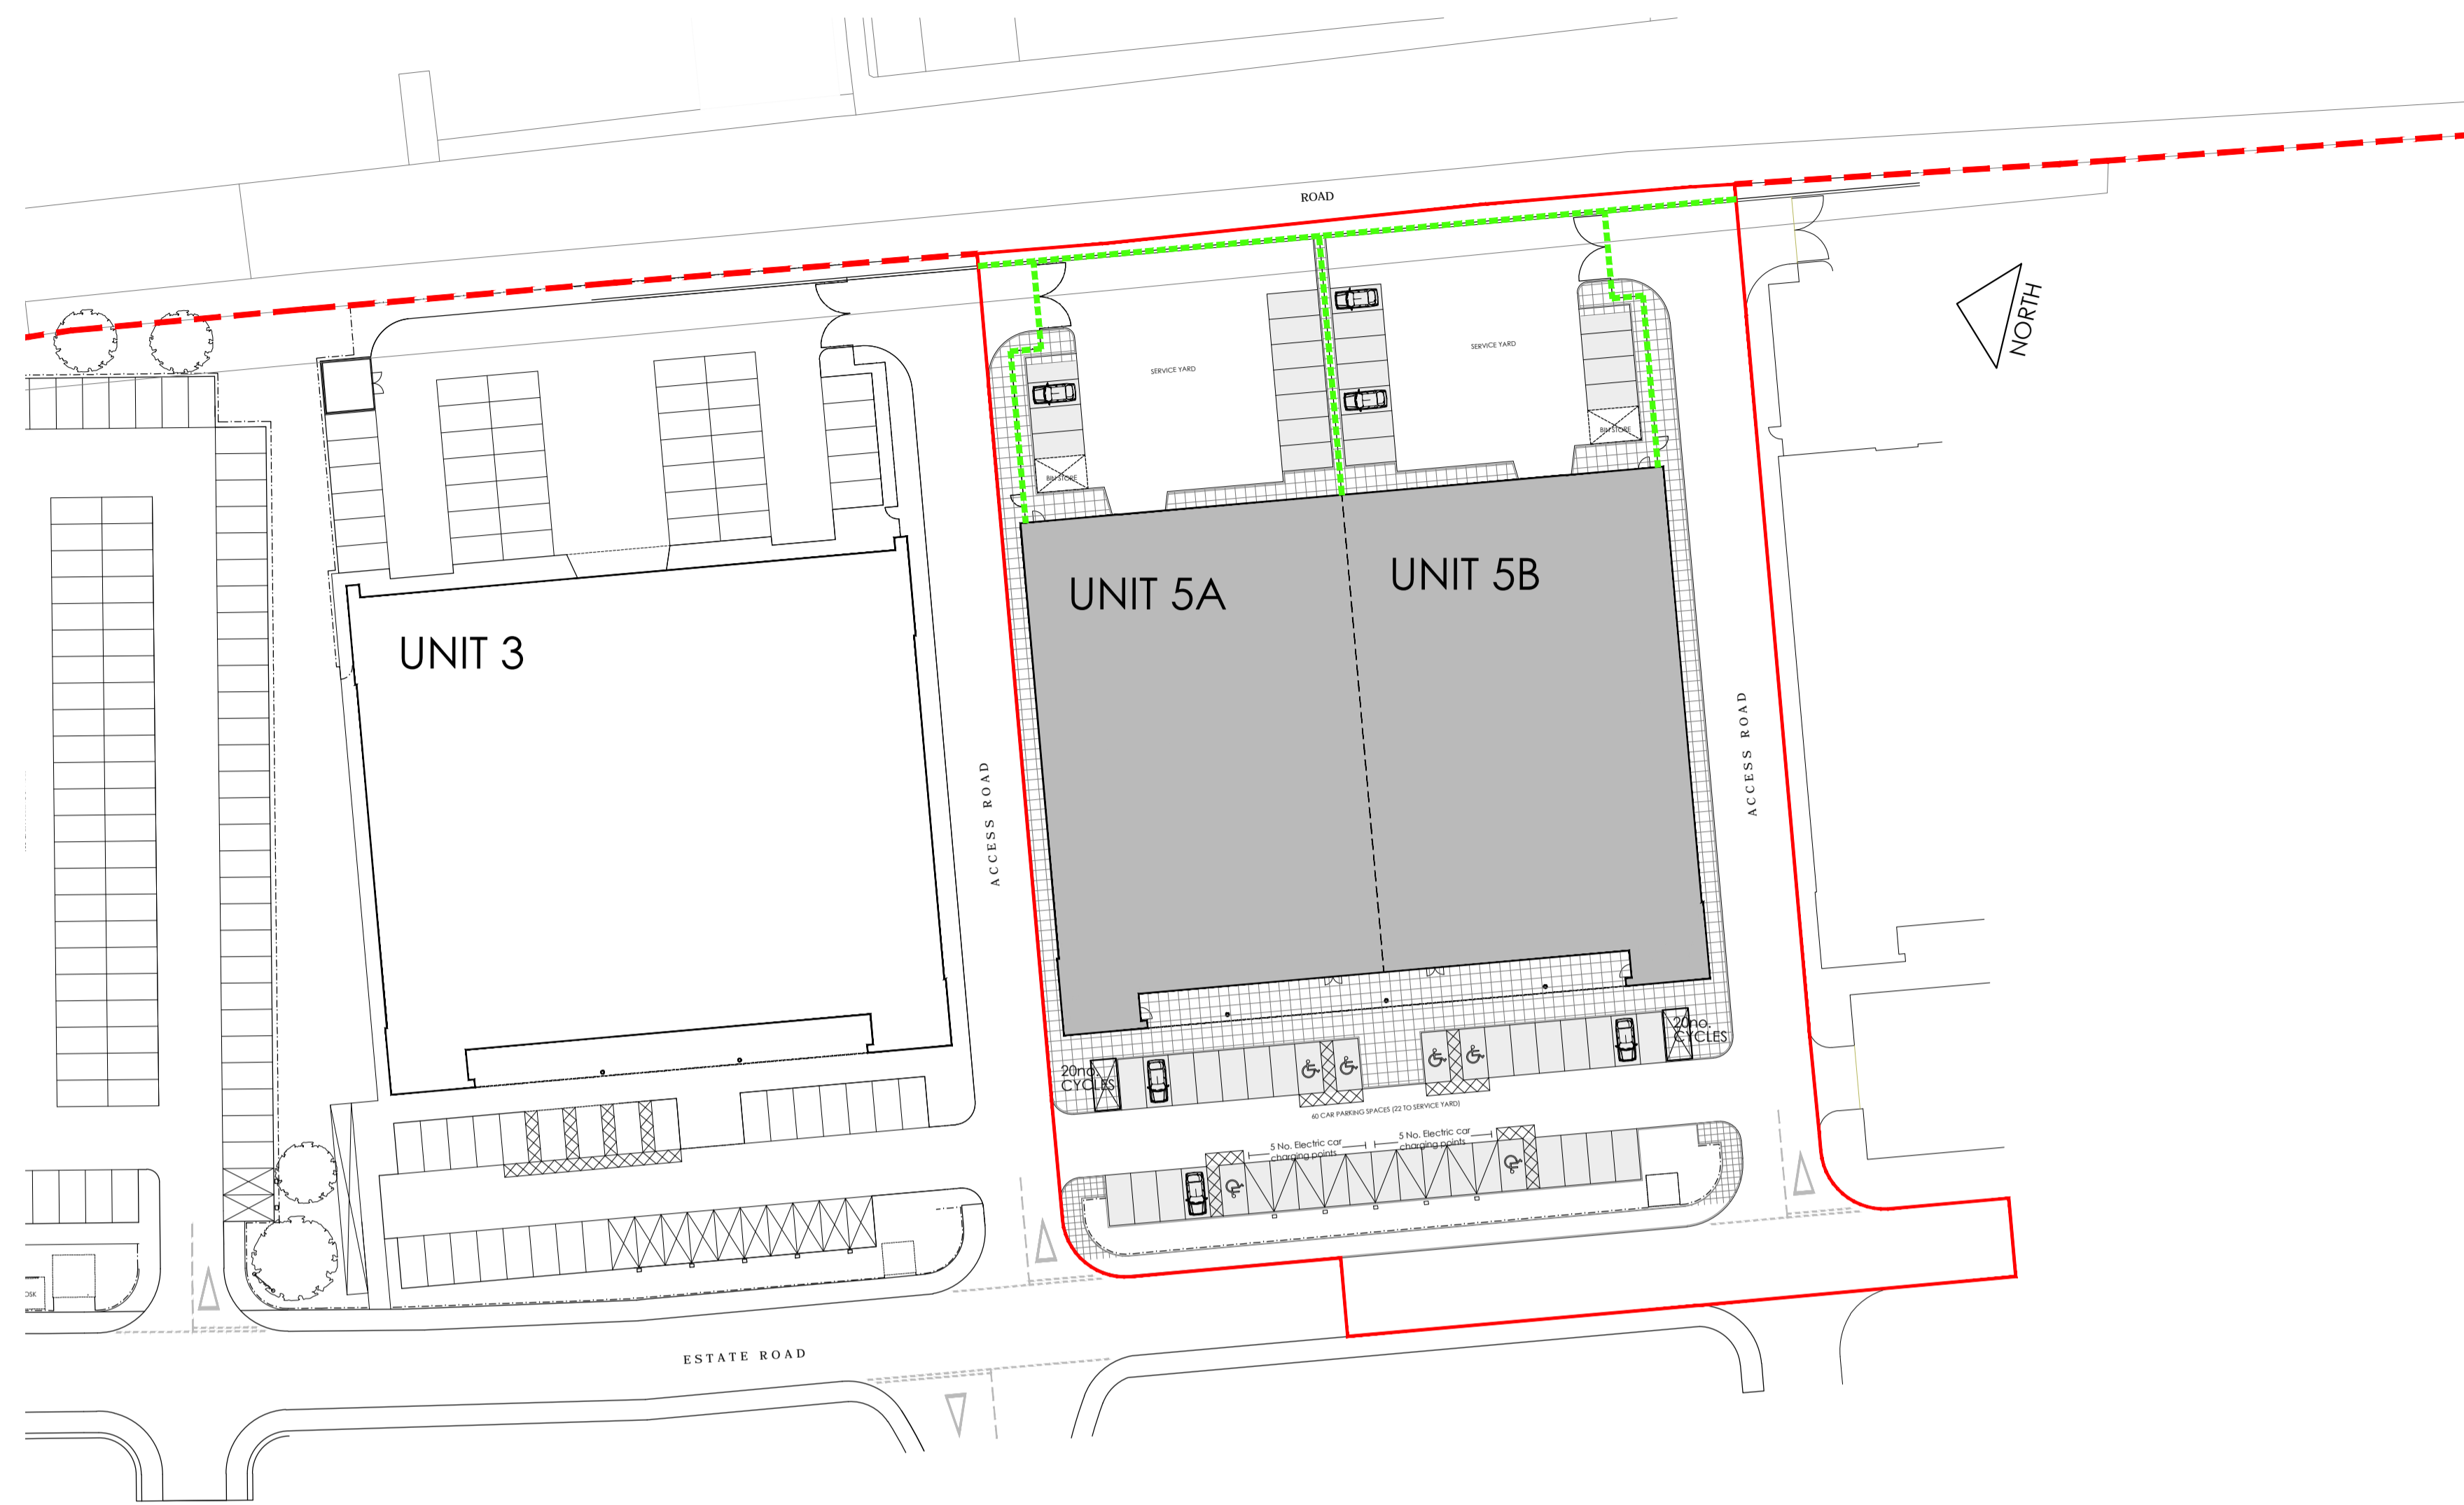 ROAD
NORTH
SERVICE YARD
SERVICE YARD
BIN STORE
BIN STORE
UNIT 5A
UNIT 5B
UNIT 3
ACCESS ROAD
ACCESS ROAD
20no.
CYCLES
20no.
CYCLES
60 CAR PARKING SPACES (22 TO SERVICE YARD)
5 No. Electric car
charging points
5 No. Electric car
charging points
ESTATE ROAD